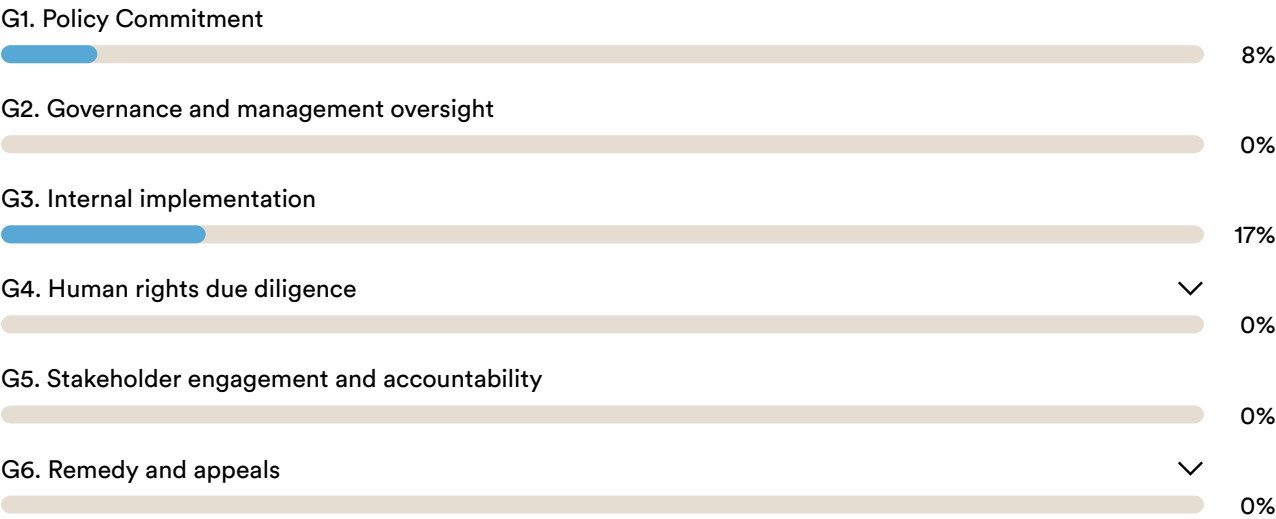 G1. Policy Commitment
8%
G2. Governance and management oversight
0%
G3. Internal implementation
17%
G4. Human rights due diligence
0%
G5. Stakeholder engagement and accountability
0%
G6. Remedy and appeals
0%